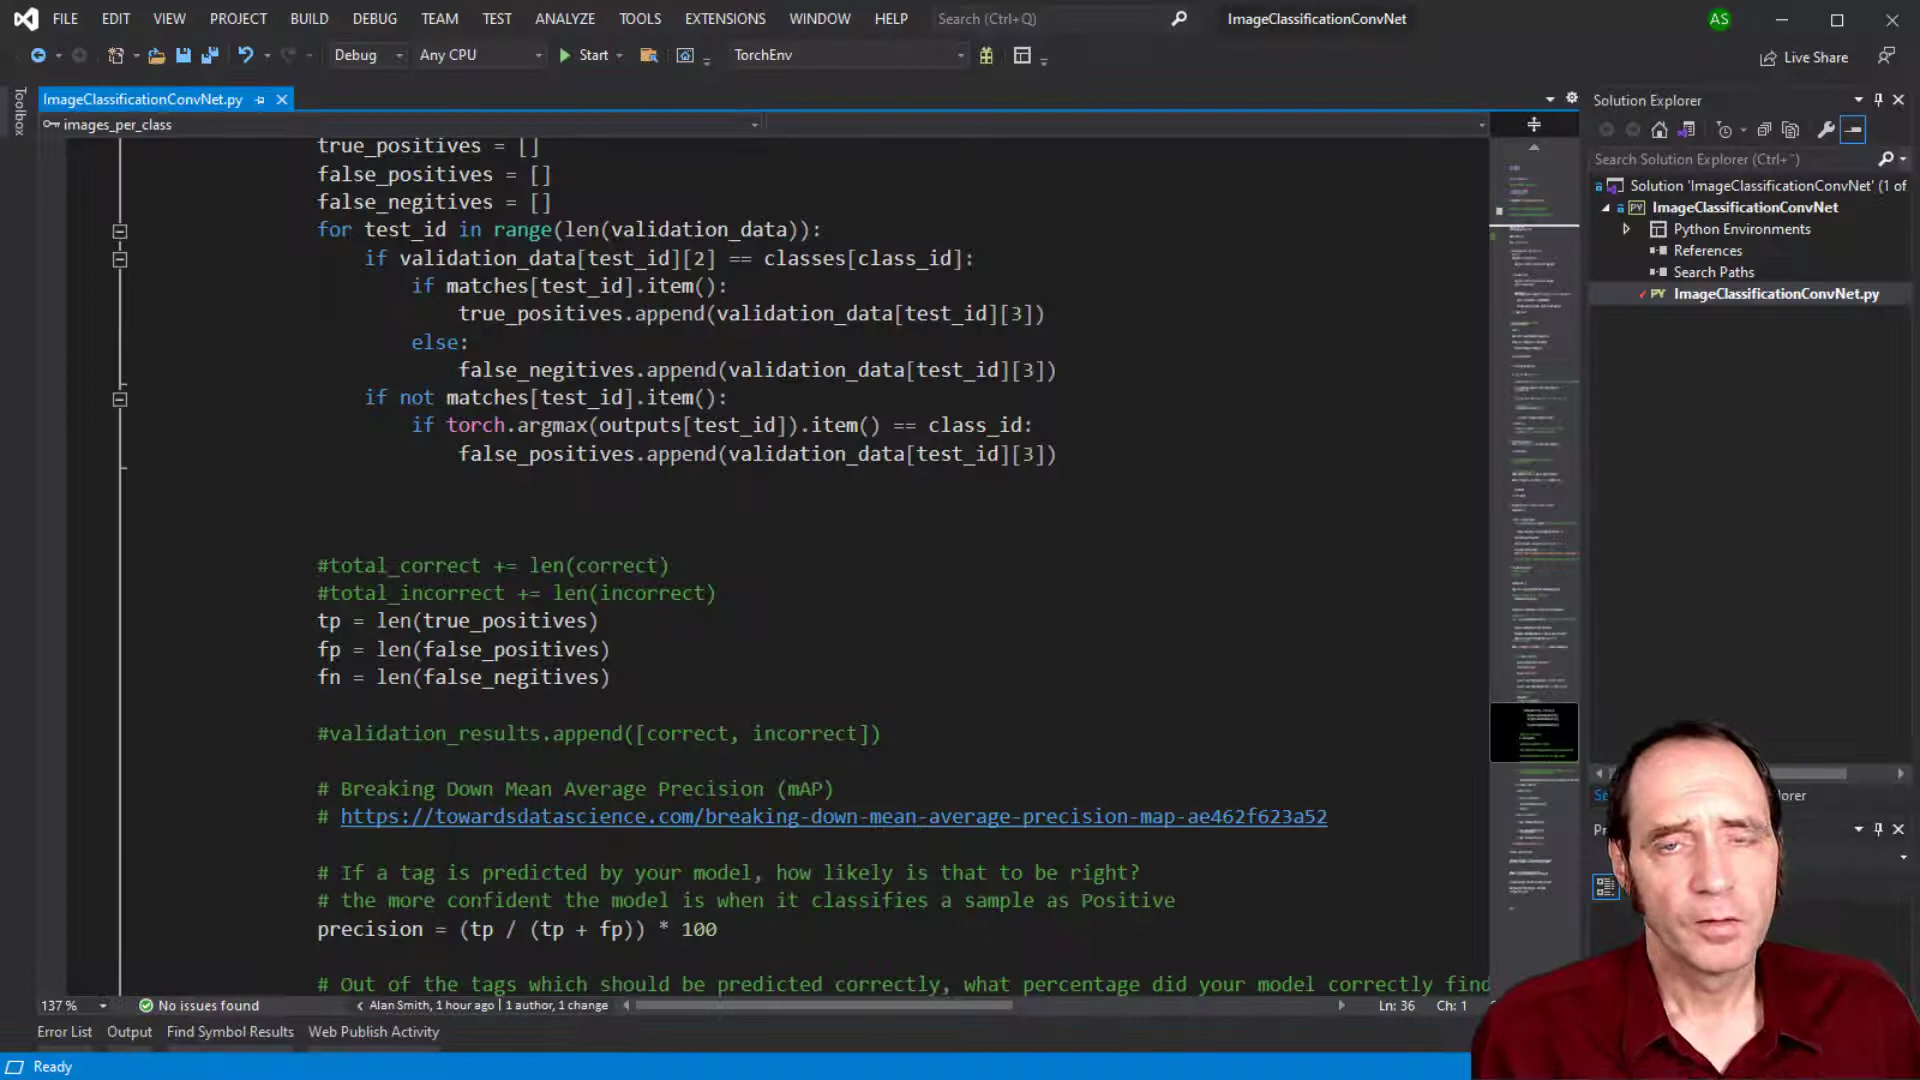 FILE EDIT VIEW PROJECT BUILD DEBUG TEAM TEST ANALYZE TOOLS EXTENSIONS WINDOW HELP Search (Ctrl+Q) ImageClassificationConvNet AS
Debug Any CPU Start TorchEnv Live Share
Toolbox
ImageClassificationConvNet.py
images_per_class
true_positives = []
false_positives = []
false_negitives = []
for test_id in range(len(validation_data)):
if validation_data[test_id][2] == classes[class_id]:
if matches[test_id].item():
true_positives.append(validation_data[test_id][3])
else:
false_negitives.append(validation_data[test_id][3])
if not matches[test_id].item():
if torch.argmax(outputs[test_id]).item() == class_id:
false_positives.append(validation_data[test_id][3])
#total_correct += len(correct)
#total_incorrect += len(incorrect)
tp = len(true_positives)
fp = len(false_positives)
fn = len(false_negitives)
#validation_results.append([correct, incorrect])
# Breaking Down Mean Average Precision (mAP)
# https://towardsdatascience.com/breaking-down-mean-average-precision-map-ae462f623a52
# If a tag is predicted by your model, how likely is that to be right?
# the more confident the model is when it classifies a sample as Positive
precision = (tp / (tp + fp)) * 100
# Out of the tags which should be predicted correctly, what percentage did your model correctly find
137 % No issues found Alan Smith, 1 hour ago | 1 author, 1 change Ln: 36 Ch: 1
Error List Output Find Symbol Results Web Publish Activity
Ready
Solution Explorer
Search Solution Explorer (Ctrl+¨)
Solution 'ImageClassificationConvNet' (1 of
PY ImageClassificationConvNet
Python Environments
References
Search Paths
PY ImageClassificationConvNet.py